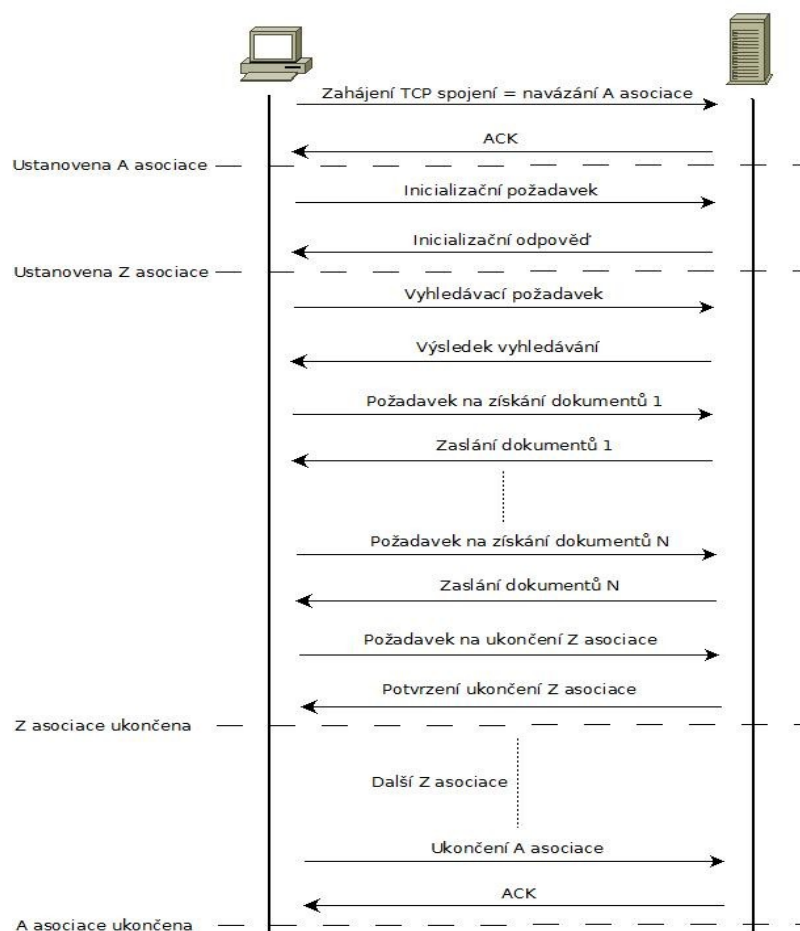 Zahájení TCP spojení = navázání A asociace
ACK
Ustanovena A asociace
Inicializační požadavek
Inicializační odpověď
Ustanovena Z asociace
Vyhledávací požadavek
Výsledek vyhledávání
Požadavek na získání dokumentů 1
Zaslání dokumentů 1
Požadavek na získání dokumentů N
Zaslání dokumentů N
Požadavek na ukončení Z asociace
Potvrzení ukončení Z asociace
Z asociace ukončena
Další Z asociace
Ukončení A asociace
ACK
A asociace ukončena